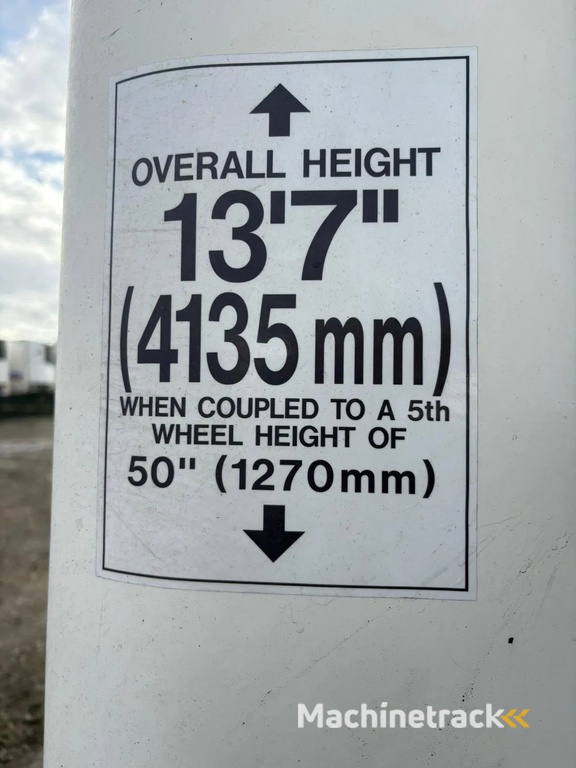 OVERALL HEIGHT
13'7"
(4135 mm)
WHEN COUPLED TO A 5th
WHEEL HEIGHT OF
50" (1270mm)
Machinetrack